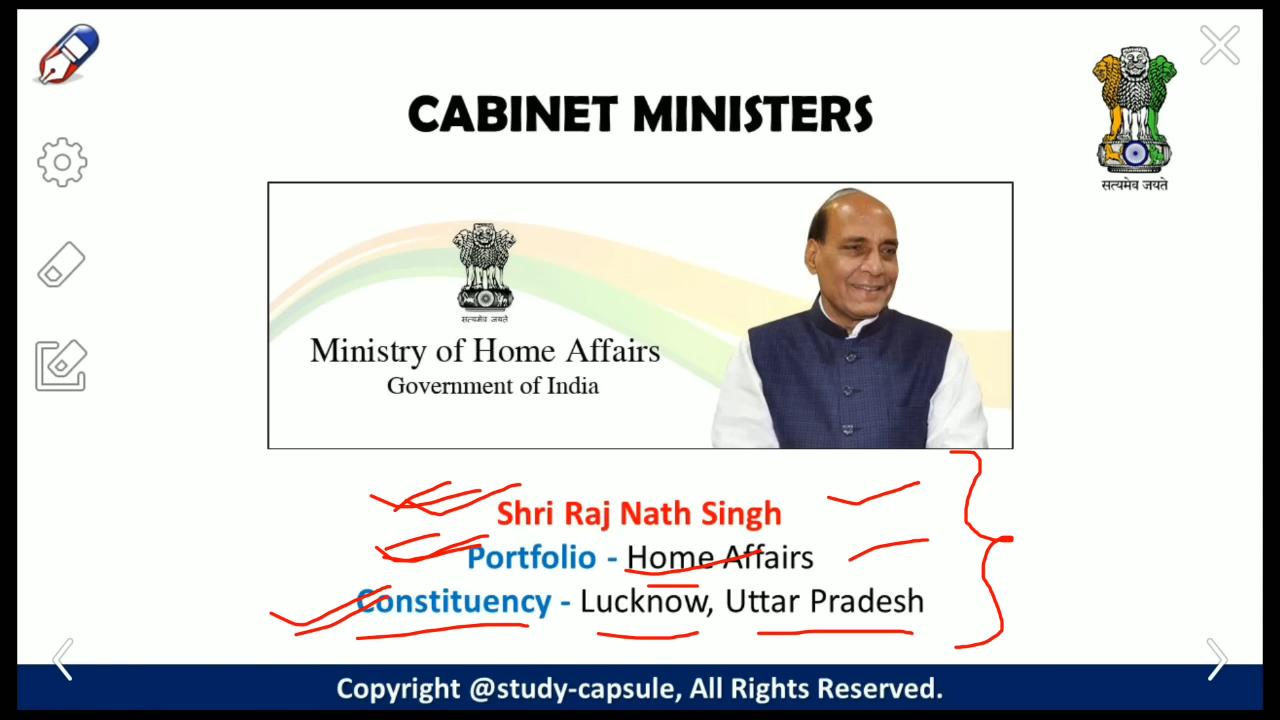 CABINET MINISTERS
सत्यमेव जयते
सत्यमेव जयते
Ministry of Home Affairs
Government of India
Shri Raj Nath Singh
Portfolio - Home Affairs
Constituency - Lucknow, Uttar Pradesh
Copyright @study-capsule, All Rights Reserved.